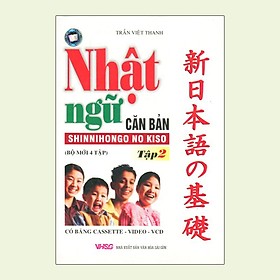 TRẦN VIỆT THANH
Nhật
ngữ CĂN BẢN
SHINNIHONGO NO KISO
(BỘ MỚI 4 TẬP)
Tập 2
新日本語の基礎
CÓ BĂNG CASSETTE - VIDEO - VCD
VHSG NHÀ XUẤT BẢN VĂN HÓA SÀI GÒN